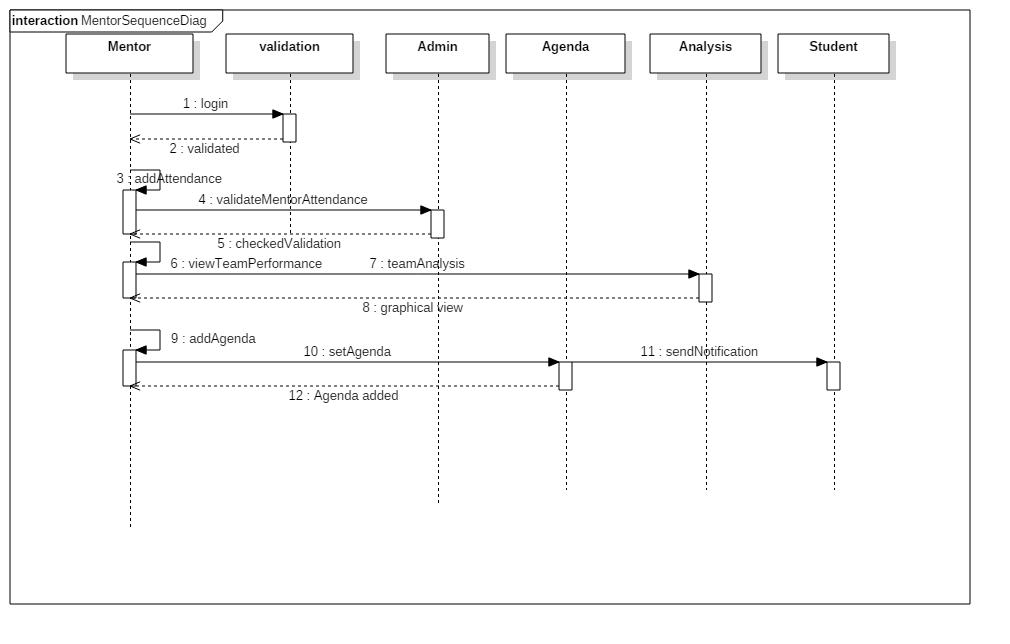 interaction MentorSequenceDiag
Mentor
validation
Admin
Agenda
Analysis
Student
1 : login
2 : validated
3 : addAttendance
4 : validateMentorAttendance
5 : checkedValidation
6 : viewTeamPerformance
7 : teamAnalysis
8 : graphical view
9 : addAgenda
10 : setAgenda
11 : sendNotification
12 : Agenda added